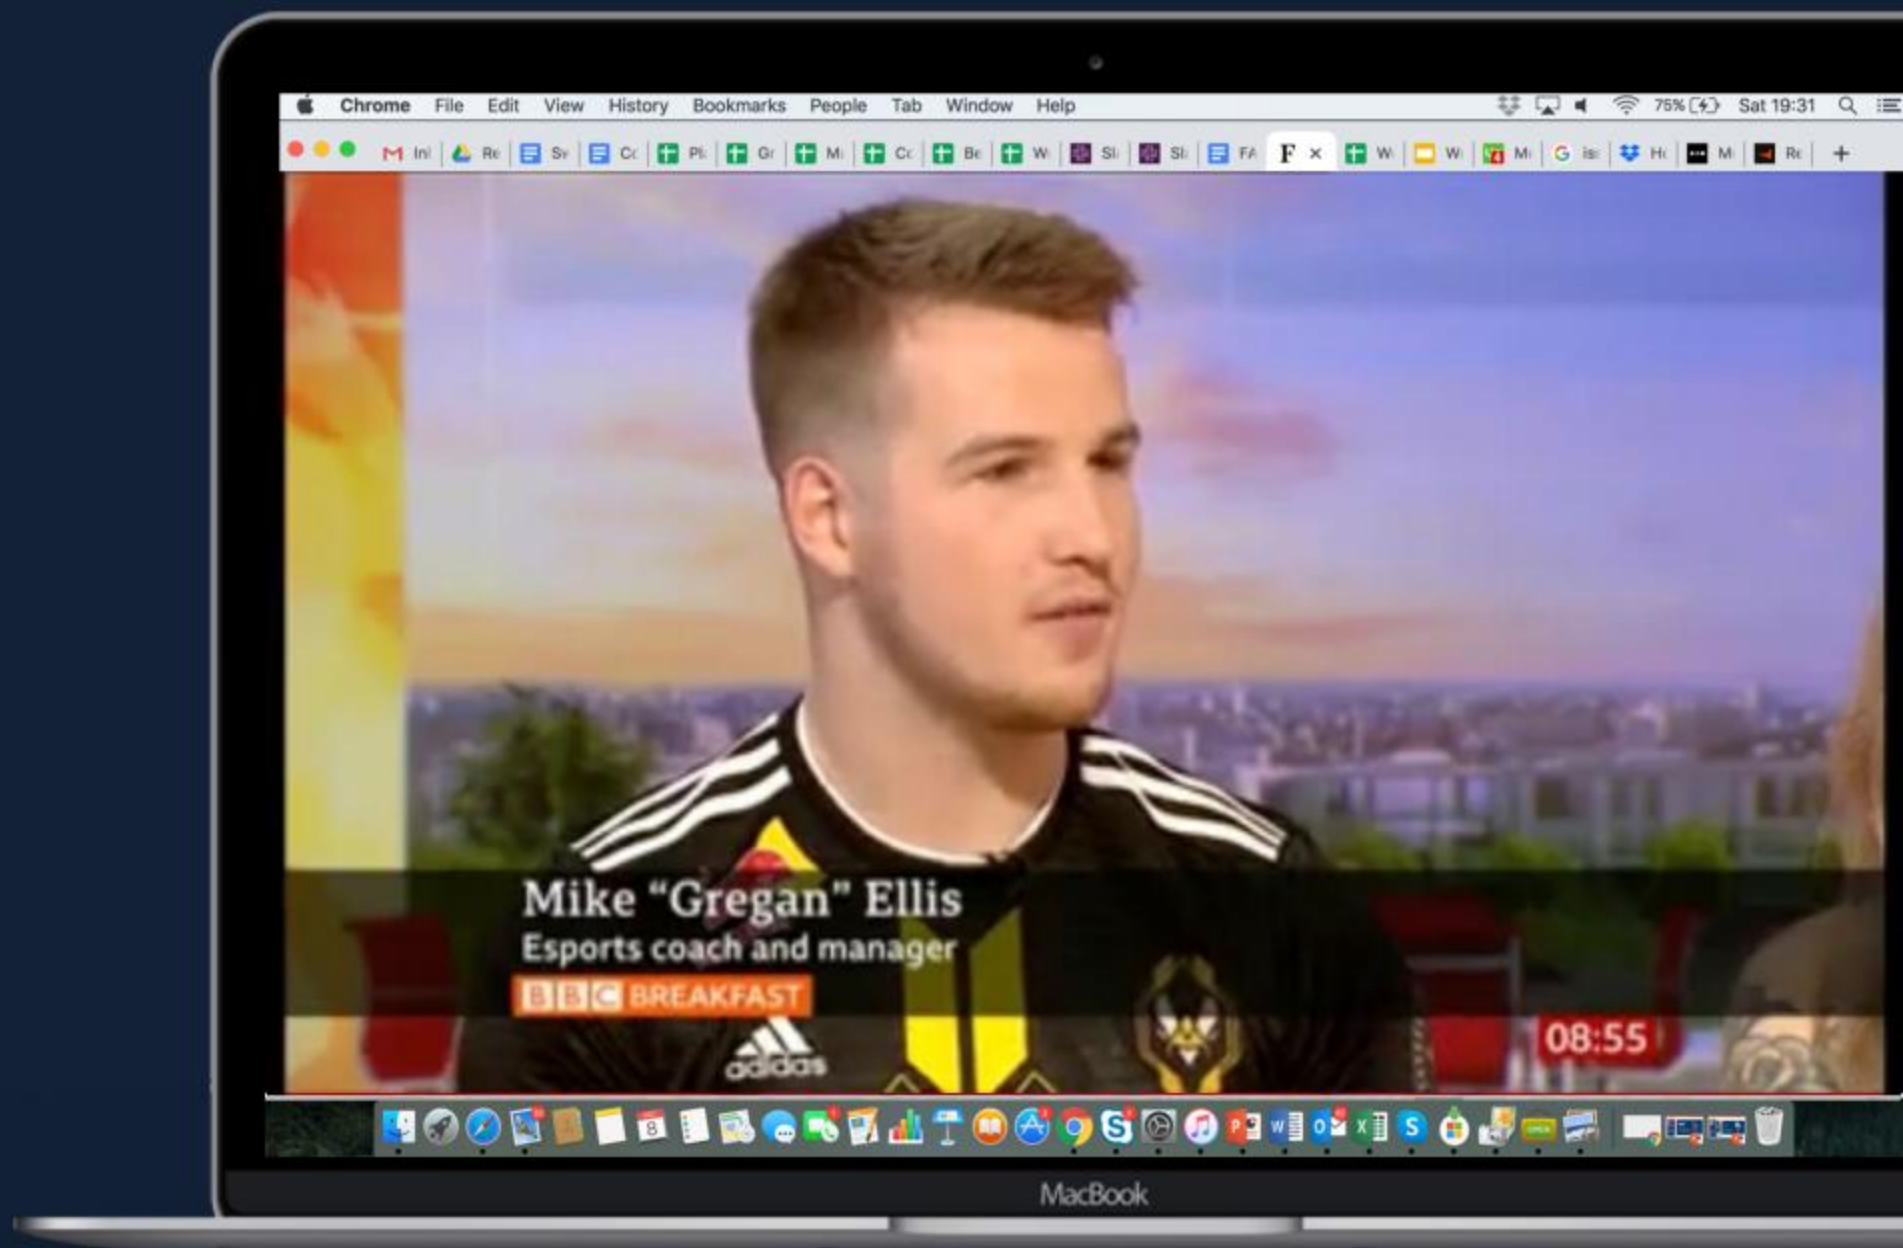 Chrome File Edit View History Bookmarks People Tab Window Help 75% Sat 19:31
Mike “Gregan” Ellis
Esports coach and manager
BBC BREAKFAST
adidas
08:55
MacBook